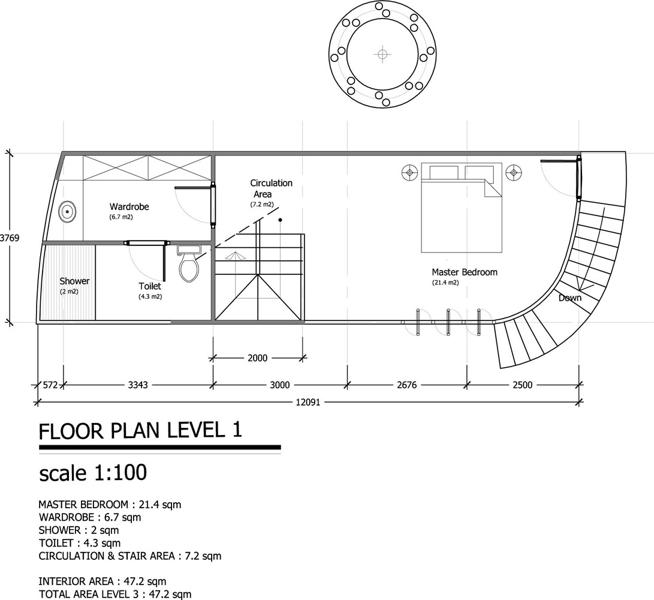 Circulation
Area
(7.2 m2)
Wardrobe
(6.7 m2)
3769
Master Bedroom
(21.4 m2)
Shower
(2 m2)
Toilet
(4.3 m2)
Down
2000
572
3343
3000
2676
2500
12091
FLOOR PLAN LEVEL 1
scale 1:100
MASTER BEDROOM : 21.4 sqm
WARDROBE : 6.7 sqm
SHOWER : 2 sqm
TOILET : 4.3 sqm
CIRCULATION & STAIR AREA : 7.2 sqm
INTERIOR AREA : 47.2 sqm
TOTAL AREA LEVEL 3 : 47.2 sqm